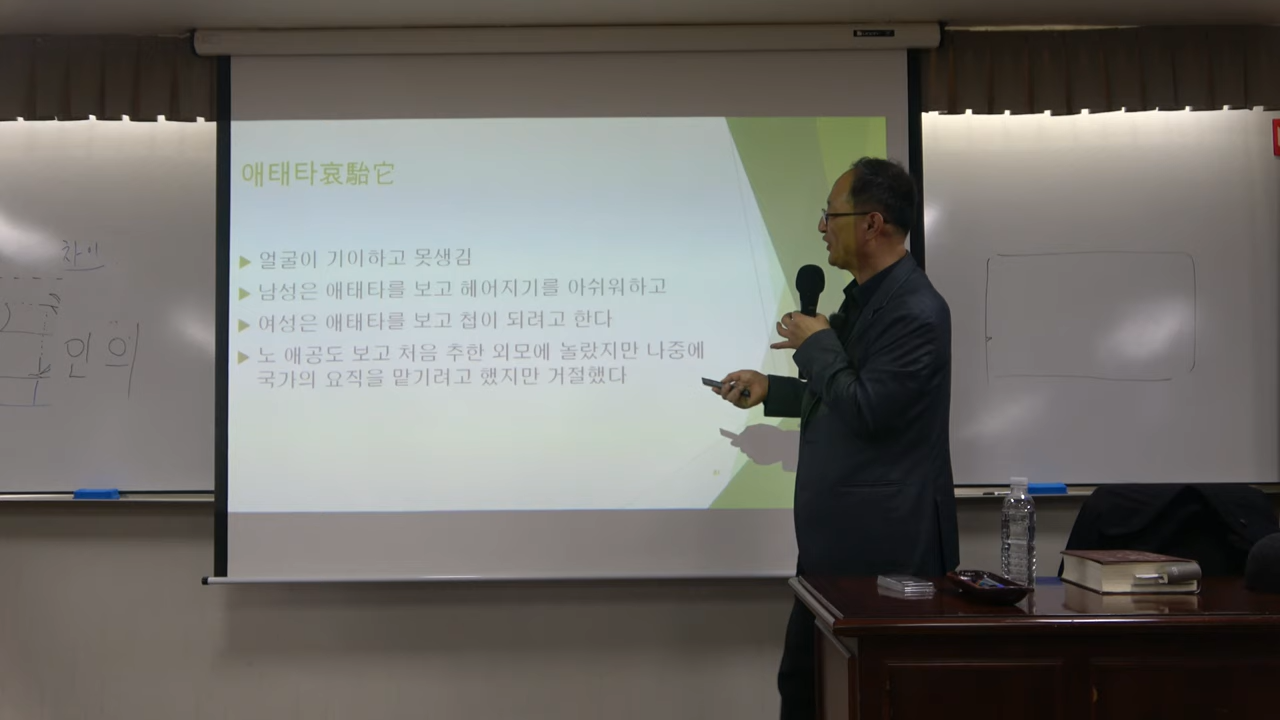 애태타哀駘它
얼굴이 기이하고 못생김
남성은 애태타를 보고 헤어지기를 아쉬워하고
여성은 애태타를 보고 첩이 되려고 한다
노 애공도 보고 처음 추한 외모에 놀랐지만 나중에
국가의 요직을 맡기려고 했지만 거절했다
차이
인 의